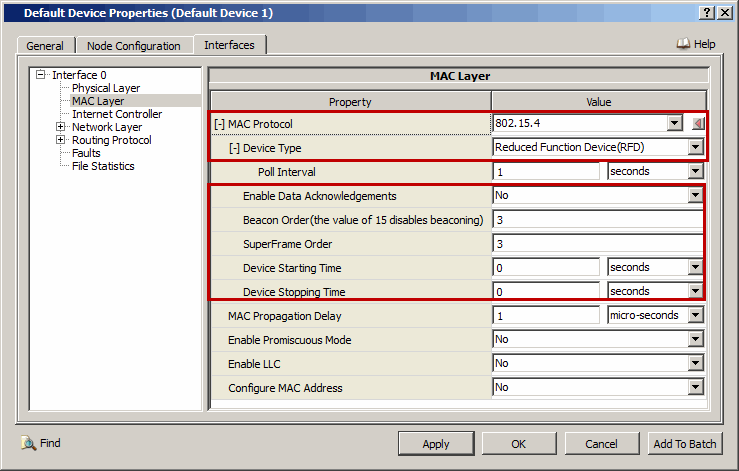 Default Device Properties (Default Device 1)
General Node Configuration Interfaces
Help
Interface 0
Physical Layer
MAC Layer
Internet Controller
Network Layer
Routing Protocol
Faults
File Statistics
MAC Layer
Property Value
[-] MAC Protocol 802.15.4
[-] Device Type Reduced Function Device(RFD)
Poll Interval 1 seconds
Enable Data Acknowledgements No
Beacon Order(the value of 15 disables beaconing) 3
SuperFrame Order 3
Device Starting Time 0 seconds
Device Stopping Time 0 seconds
MAC Propagation Delay 1 micro-seconds
Enable Promiscuous Mode No
Enable LLC No
Configure MAC Address No
Find Apply OK Cancel Add To Batch